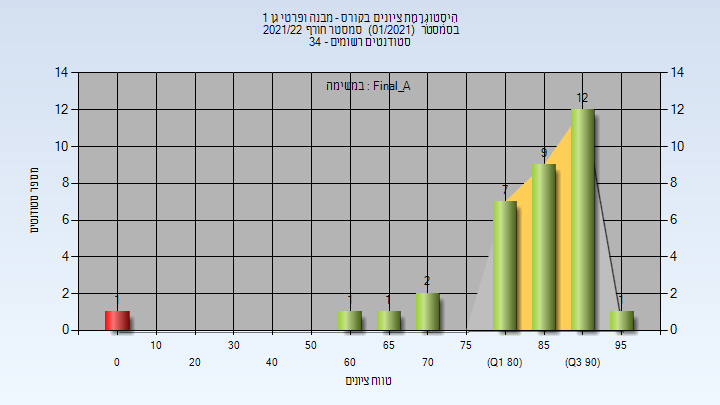 היסטוגרמת ציונים בקורס - מבנה ופרטי גן 1
בסמסטר (01/2021) סמסטר חורף 2021/22
סטודנטים רשומים - 34
במשימה : Final_A
מספר סטודנטים
14 12 10 8 6 4 2 0
14 12 10 8 6 4 2 0
1 1 1 2 7 9 12 1
10 30 50 65 75 85 95
0 20 40 60 70 (Q1 80) (Q3 90)
טווח ציונים